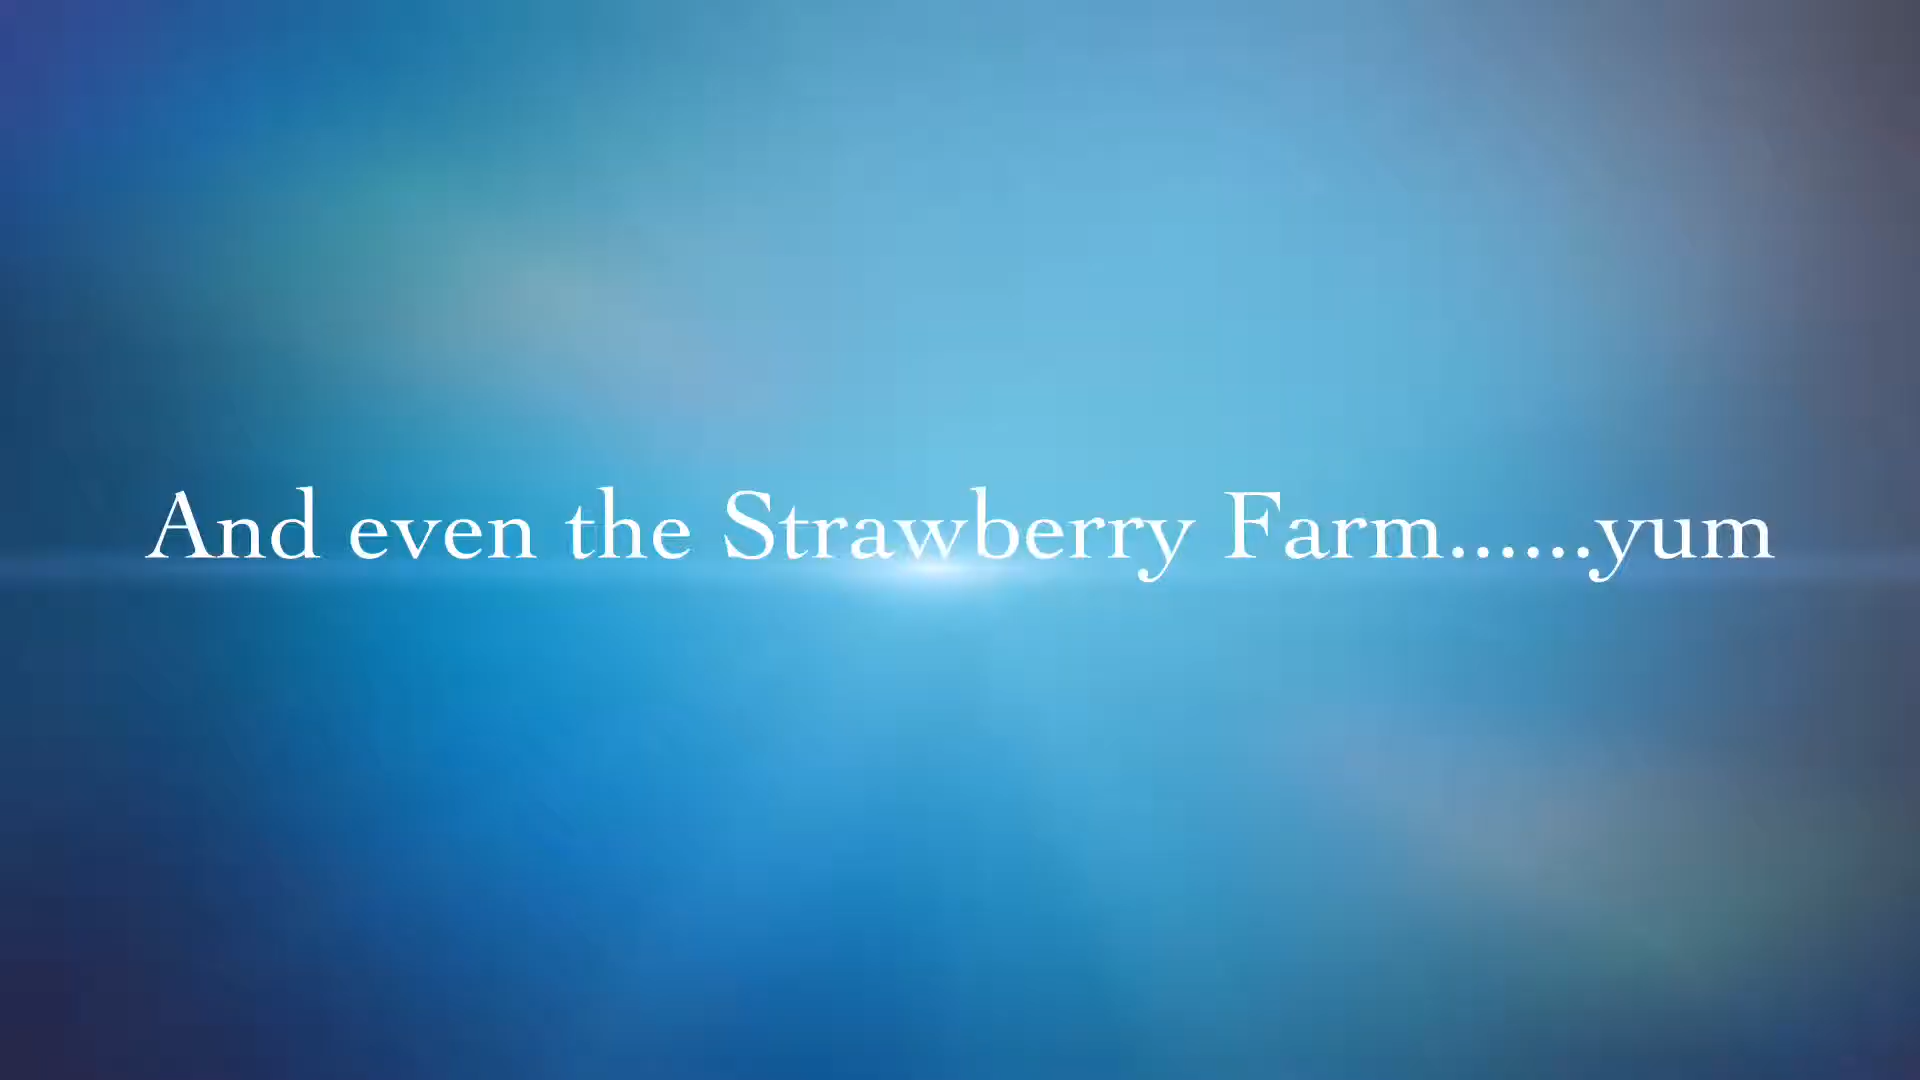 And even the Strawberry Farm......yum